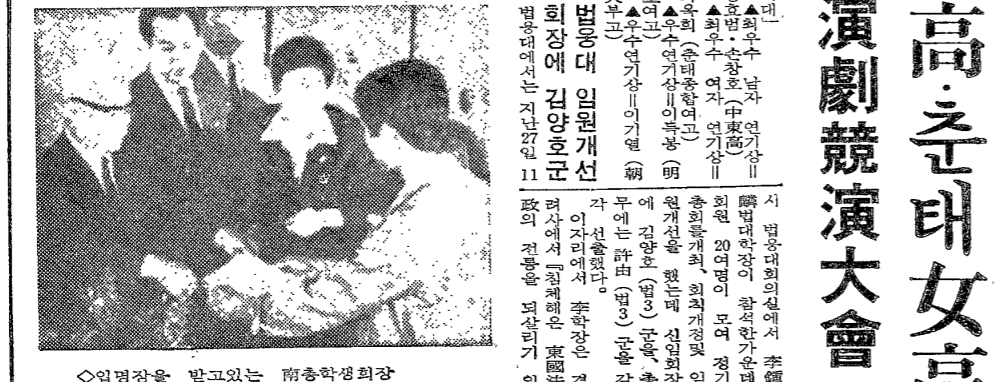 高·춘태女高
演劇競演大會
대」
▲최우수 남자 연기상=
범·손창호 (中東高)
▲최우수 여자 연기상=
옥희 (춘태종합여고)
▲우수연기상=이득봉 (明
여고)
▲우수연기상=이기열 (朝
부고)
법웅대 임원개선
회장에 김양호군
법웅대에서는 지난27일 11
시 법웅대회의실에서 李鍾
麟법대학장이 참석한가운데
회원 20여명이 모여 정기
총회를개최, 회칙개정및 임
원개선을 했는데 신임회장
에 김양호 (법3) 군을, 총
무에는 許由 (법3) 군을 각
각 선출했다.
이자리에서 李학장은 격
려사에서 『침체해온 東國法
政의 전통을 되살리기 위
◇임명장을 받고있는 南총학생회장